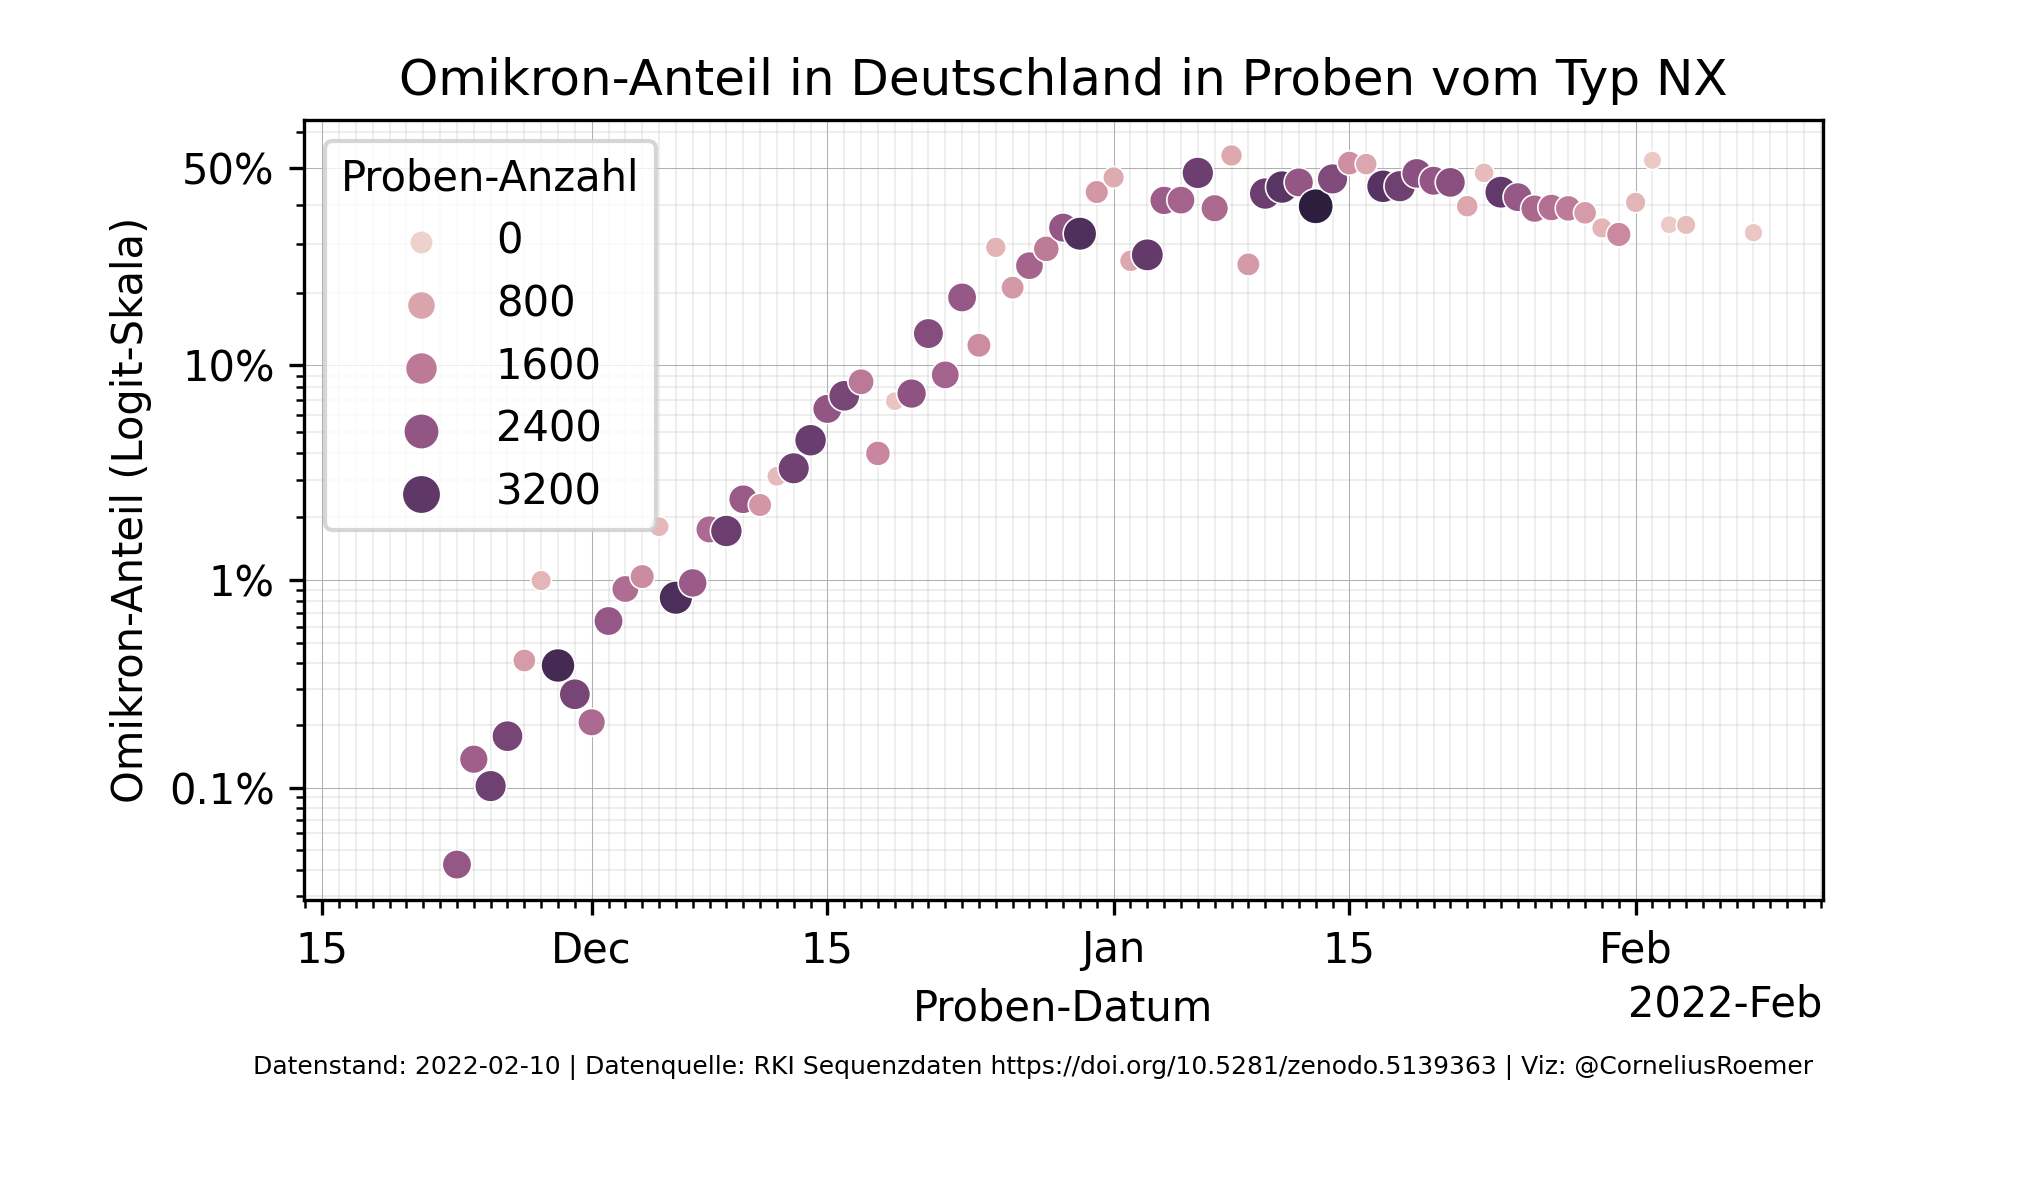 Omikron-Anteil in Deutschland in Proben vom Typ NX
Omikron-Anteil (Logit-Skala)
50%
10%
1%
0.1%
Proben-Anzahl
0
800
1600
2400
3200
15 Dec 15 Jan 15 Feb
2022-Feb
Proben-Datum
Datenstand: 2022-02-10 | Datenquelle: RKI Sequenzdaten https://doi.org/10.5281/zenodo.5139363 | Viz: @CorneliusRoemer